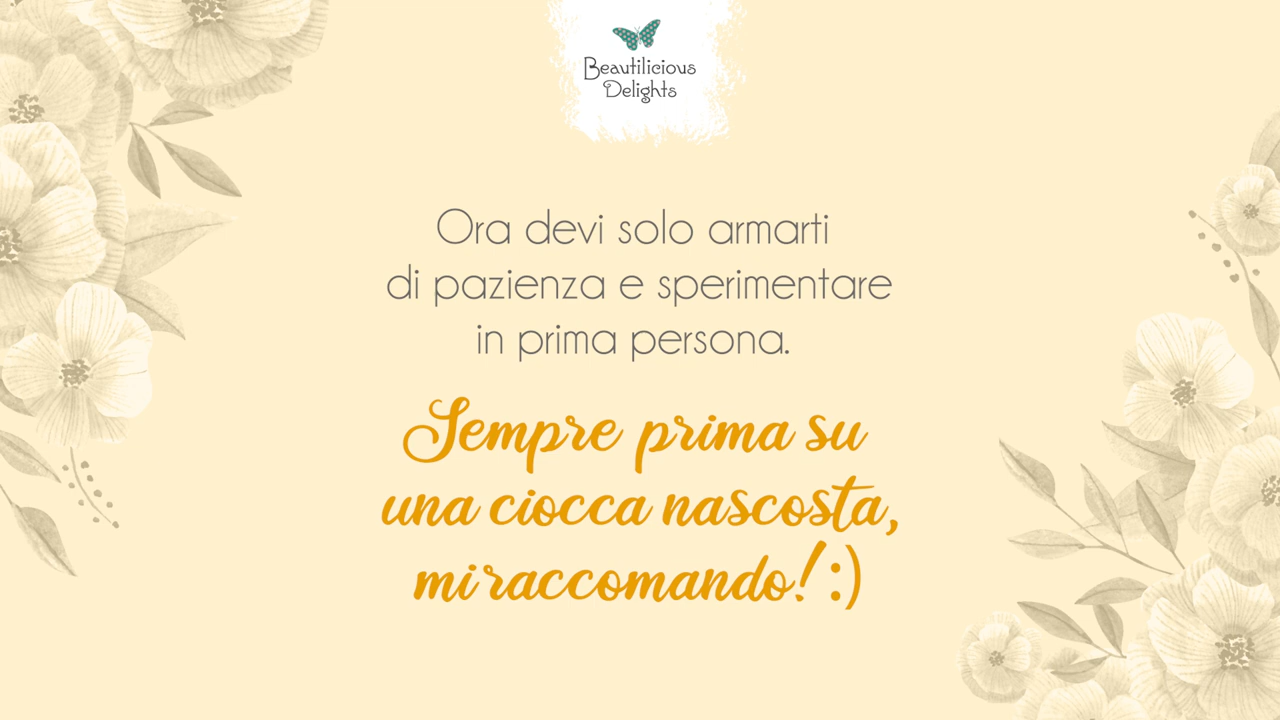 Beautilicious
Delights
Ora devi solo armarti
di pazienza e sperimentare
in prima persona.
Sempre prima su
una ciocca nascosta,
mi raccomando! :)